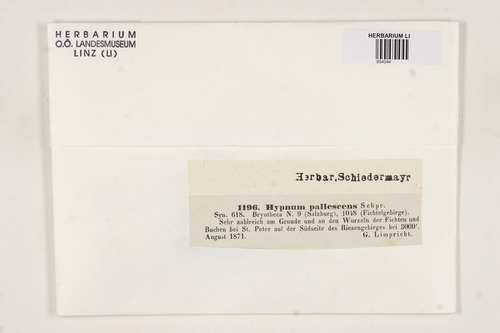 HERBARIUM
O.Ö. LANDESMUSEUM
LINZ (LI)
HERBARIUM LI
Herbar, Schiedermayr
1196. Hypnum pallescens Schpr.
Syn. 618. Bryotheca N. 9 (Salzburg), 1048 (Fichtelgebirge).
Sehr zahlreich am Grunde und an den Wurzeln der Fichten und
Buchen bei St. Peter auf der Südseite des Riesengebirges bei 3000'.
August 1871. G. Limpricht.